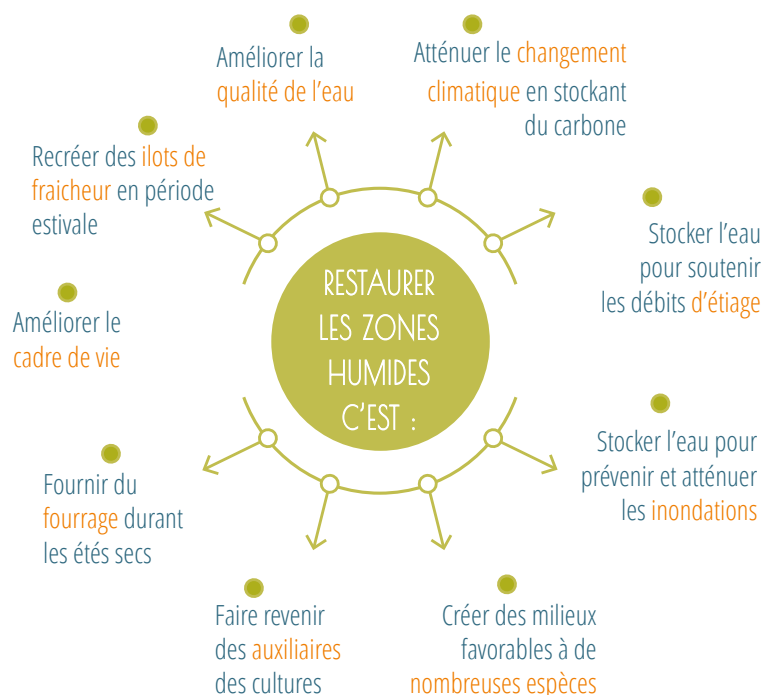 RESTAURER
LES ZONES
HUMIDES
C'EST :
Améliorer la
qualité de l'eau
Atténuer le changement
climatique en stockant
du carbone
Stocker l'eau
pour soutenir
les débits d'étiage
Stocker l'eau pour
prévenir et atténuer
les inondations
Créer des milieux
favorables à de
nombreuses espèces
Faire revenir
des auxiliaires
des cultures
Fournir du
fourrage durant
les étés secs
Améliorer le
cadre de vie
Recréer des ilots de
fraicheur en période
estivale